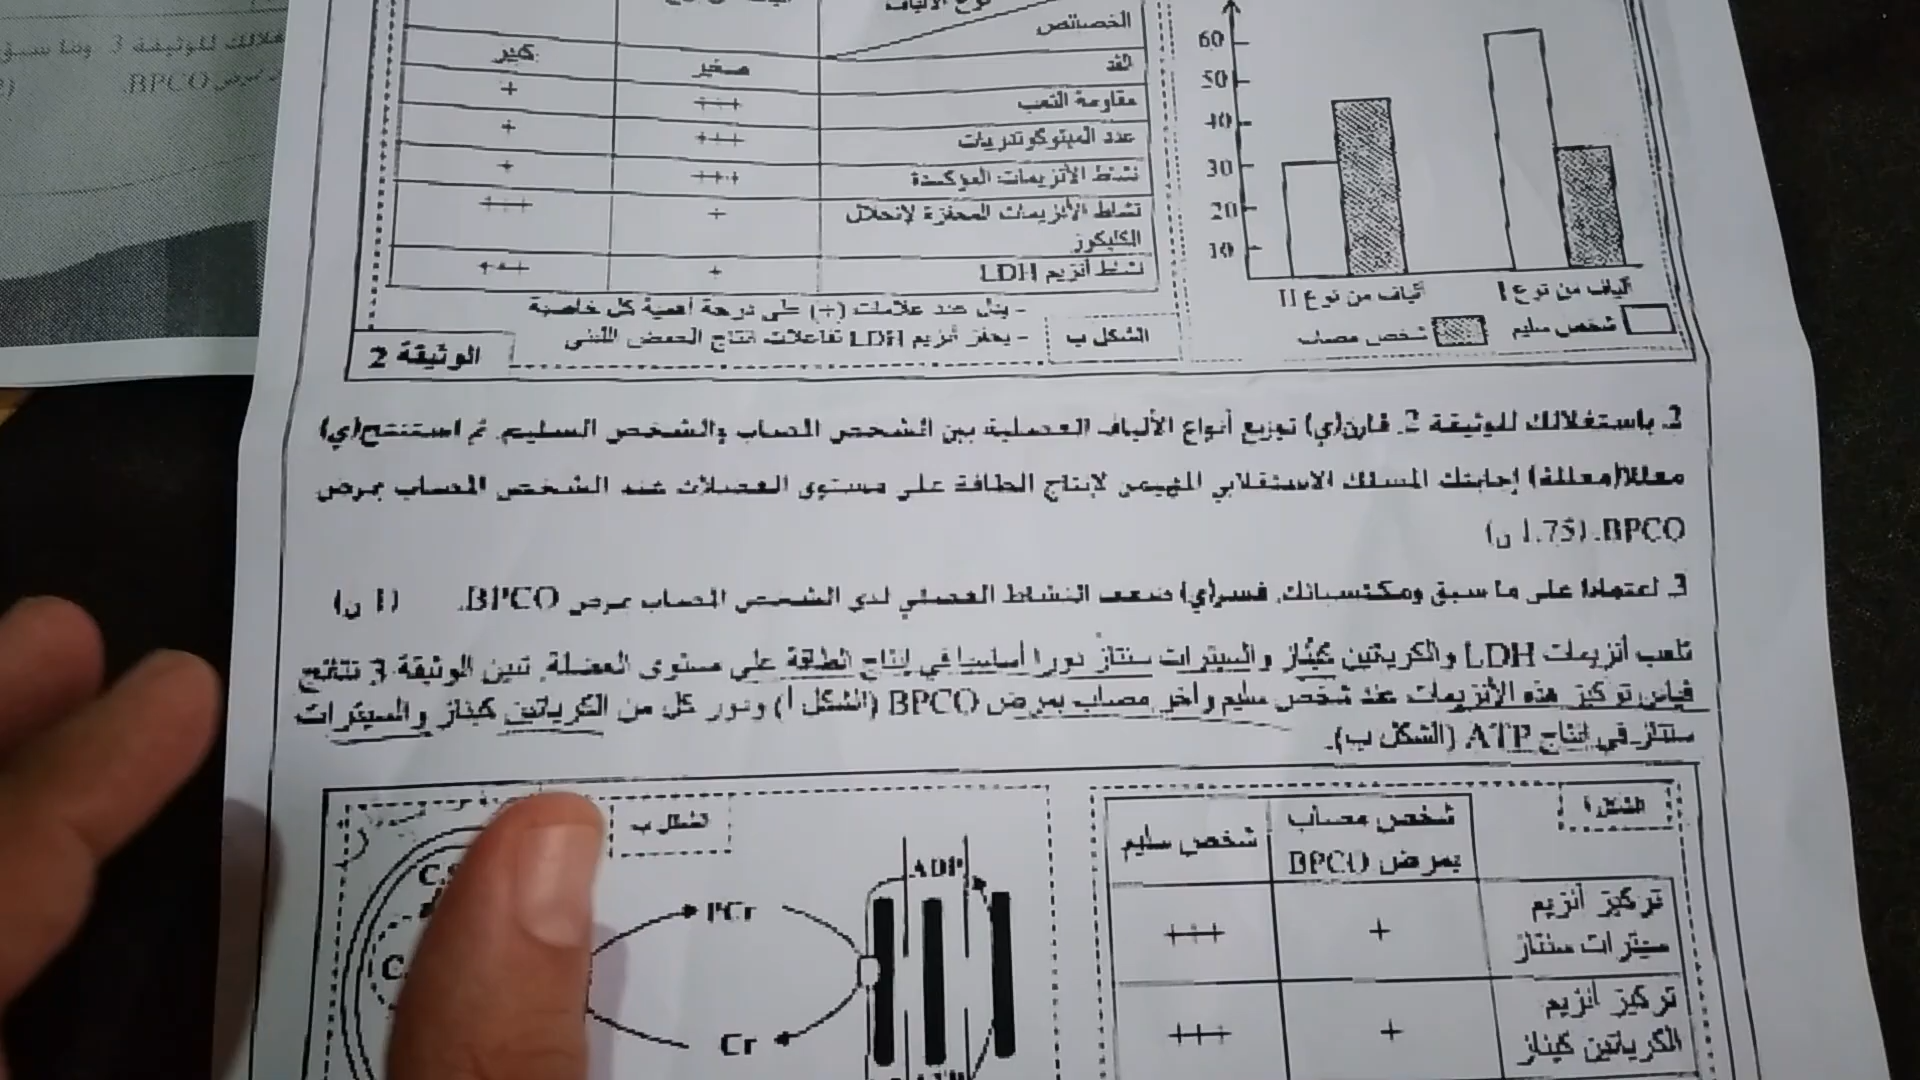 الخصائص
القد
صغير
كبير
مقاومة التعب
+++
+
عدد الميتوكوندريات
+++
+
نشاط الأنزيمات المؤكسدة
+++
+
نشاط الأنزيمات المحفزة لإنحلال الكليكوز
+
+++
نشاط أنزيم LDH
+
+++
- يدل عدد علامات (+) على درجة أهمية كل خاصية
- يحفز أنزيم LDH تفاعلات انتاج الحمض اللبني
الشكل ب
الوثيقة 2
60
50
40
30
20
10
ألياف من نوع I
ألياف من نوع II
شخص سليم
شخص مصاب
2. باستغلالك للوثيقة 2، قارن(ي) توزيع أنواع الألياف العضلية بين الشخص المصاب والشخص السليم. ثم استنتج(ي)
معللا(معللة) إجابتك المسلك الاستقلابي المهيمن لإنتاج الطاقة على مستوى العضلات عند الشخص المصاب بمرض
BPCO. (1.75 ن)
3. اعتمادا على ما سبق ومكتسباتك، فسر(ي) ضعف النشاط العضلي لدى الشخص المصاب بمرض BPCO. (1 ن)
تلعب أنزيمات LDH والكرياتين كيناز والسيترات سنتاز دورا أساسيا في إنتاج الطاقة على مستوى العضلة. تبين الوثيقة 3 نتائج
قياس تركيز هذه الأنزيمات عند شخص سليم وآخر مصاب بمرض BPCO (الشكل أ) ودور كل من الكرياتين كيناز والسيترات
سنتاز في إنتاج ATP (الشكل ب).
الشكل أ
شخص مصاب بمرض BPCO
شخص سليم
تركيز أنزيم سيترات سنتاز
+
+++
تركيز أنزيم الكرياتين كيناز
+
+++
الشكل ب
ADP
PCr
Cr